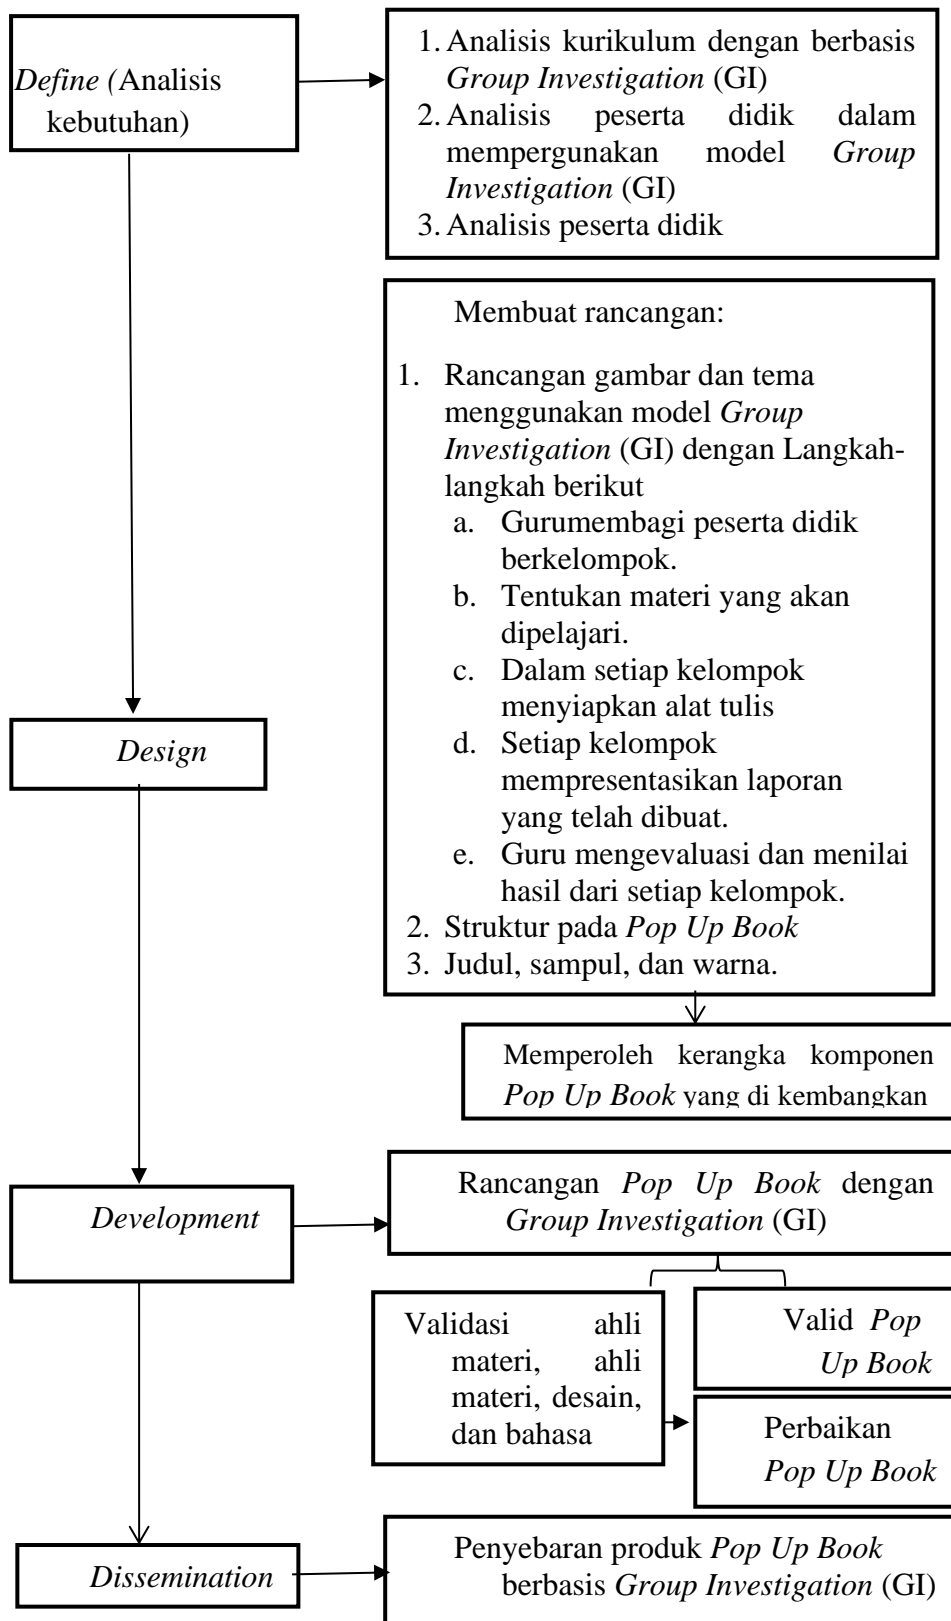 Define (Analisis
kebutuhan)
1. Analisis kurikulum dengan berbasis
Group Investigation (GI)
2. Analisis peserta didik dalam
mempergunakan model Group
Investigation (GI)
3. Analisis peserta didik
Membuat rancangan:
1. Rancangan gambar dan tema
menggunakan model Group
Investigation (GI) dengan Langkah-
langkah berikut
a. Gurumembagi peserta didik
berkelompok.
b. Tentukan materi yang akan
dipelajari.
c. Dalam setiap kelompok
menyiapkan alat tulis
d. Setiap kelompok
mempresentasikan laporan
yang telah dibuat.
e. Guru mengevaluasi dan menilai
hasil dari setiap kelompok.
2. Struktur pada Pop Up Book
3. Judul, sampul, dan warna.
Design
Memperoleh kerangka komponen
Pop Up Book yang di kembangkan
Development
Rancangan Pop Up Book dengan
Group Investigation (GI)
Validasi ahli
materi, ahli
materi, desain,
dan bahasa
Valid Pop
Up Book
Perbaikan
Pop Up Book
Dissemination
Penyebaran produk Pop Up Book
berbasis Group Investigation (GI)